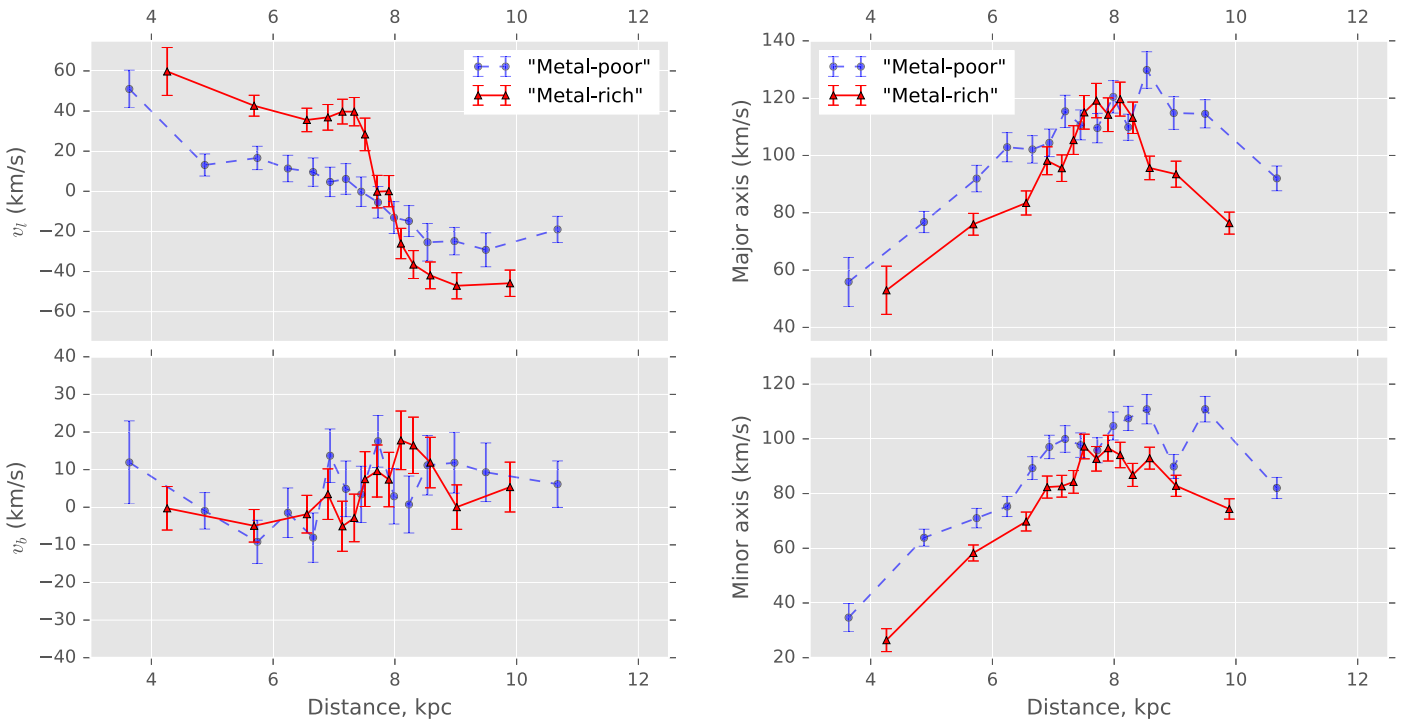 4 6 8 10 12
60
40
20
0
−20
−40
−60
v_l (km/s)
"Metal-poor"
"Metal-rich"
40
30
20
10
0
−10
−20
−30
−40
v_b (km/s)
4 6 8 10 12
Distance, kpc
4 6 8 10 12
140
120
100
80
60
40
Major axis (km/s)
"Metal-poor"
"Metal-rich"
120
100
80
60
40
20
Minor axis (km/s)
4 6 8 10 12
Distance, kpc